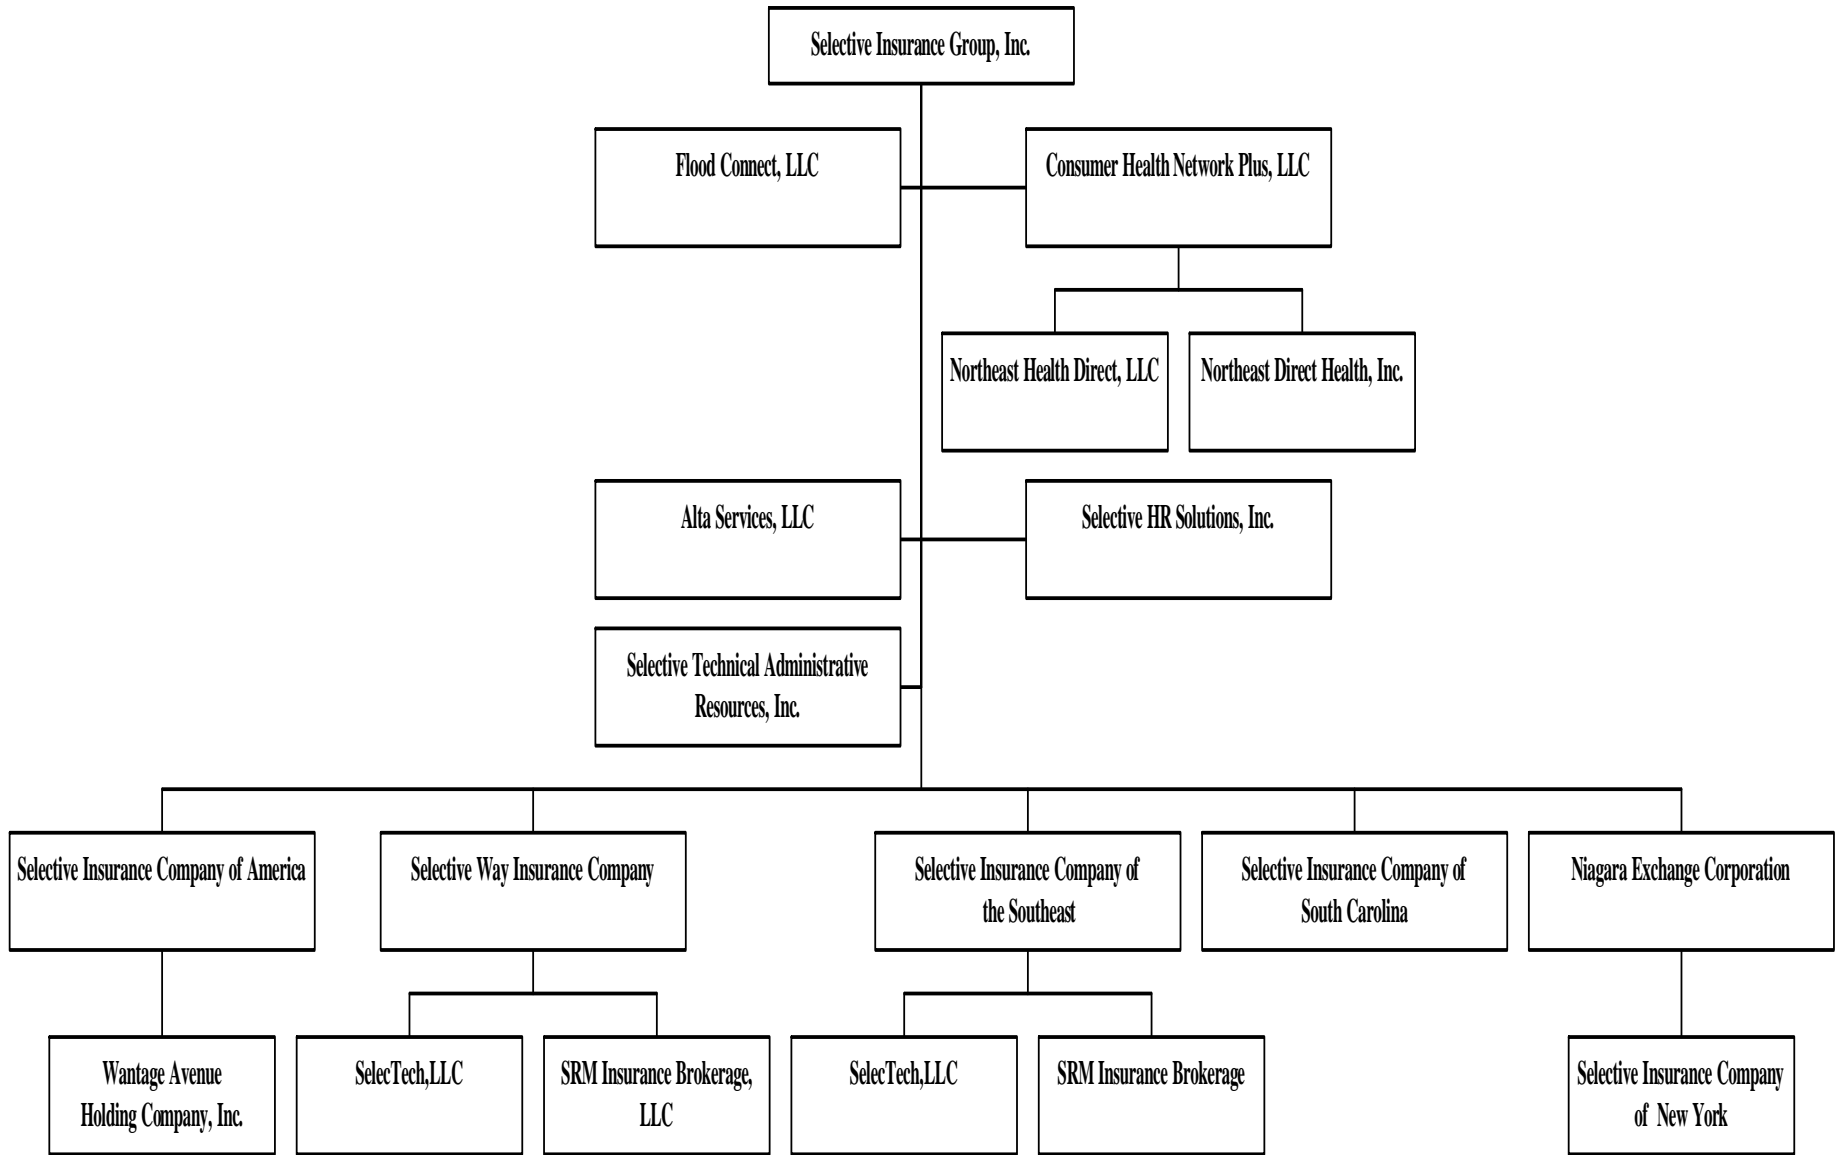 Selective Insurance Group, Inc.
Flood Connect, LLC
Consumer Health Network Plus, LLC
Northeast Health Direct, LLC
Northeast Direct Health, Inc.
Alta Services, LLC
Selective HR Solutions, Inc.
Selective Technical Administrative
Resources, Inc.
Selective Insurance Company of America
Selective Way Insurance Company
Selective Insurance Company of
the Southeast
Selective Insurance Company of
South Carolina
Niagara Exchange Corporation
Wantage Avenue
Holding Company, Inc.
SelecTech,LLC
SRM Insurance Brokerage,
LLC
SelecTech,LLC
SRM Insurance Brokerage
Selective Insurance Company
of New York